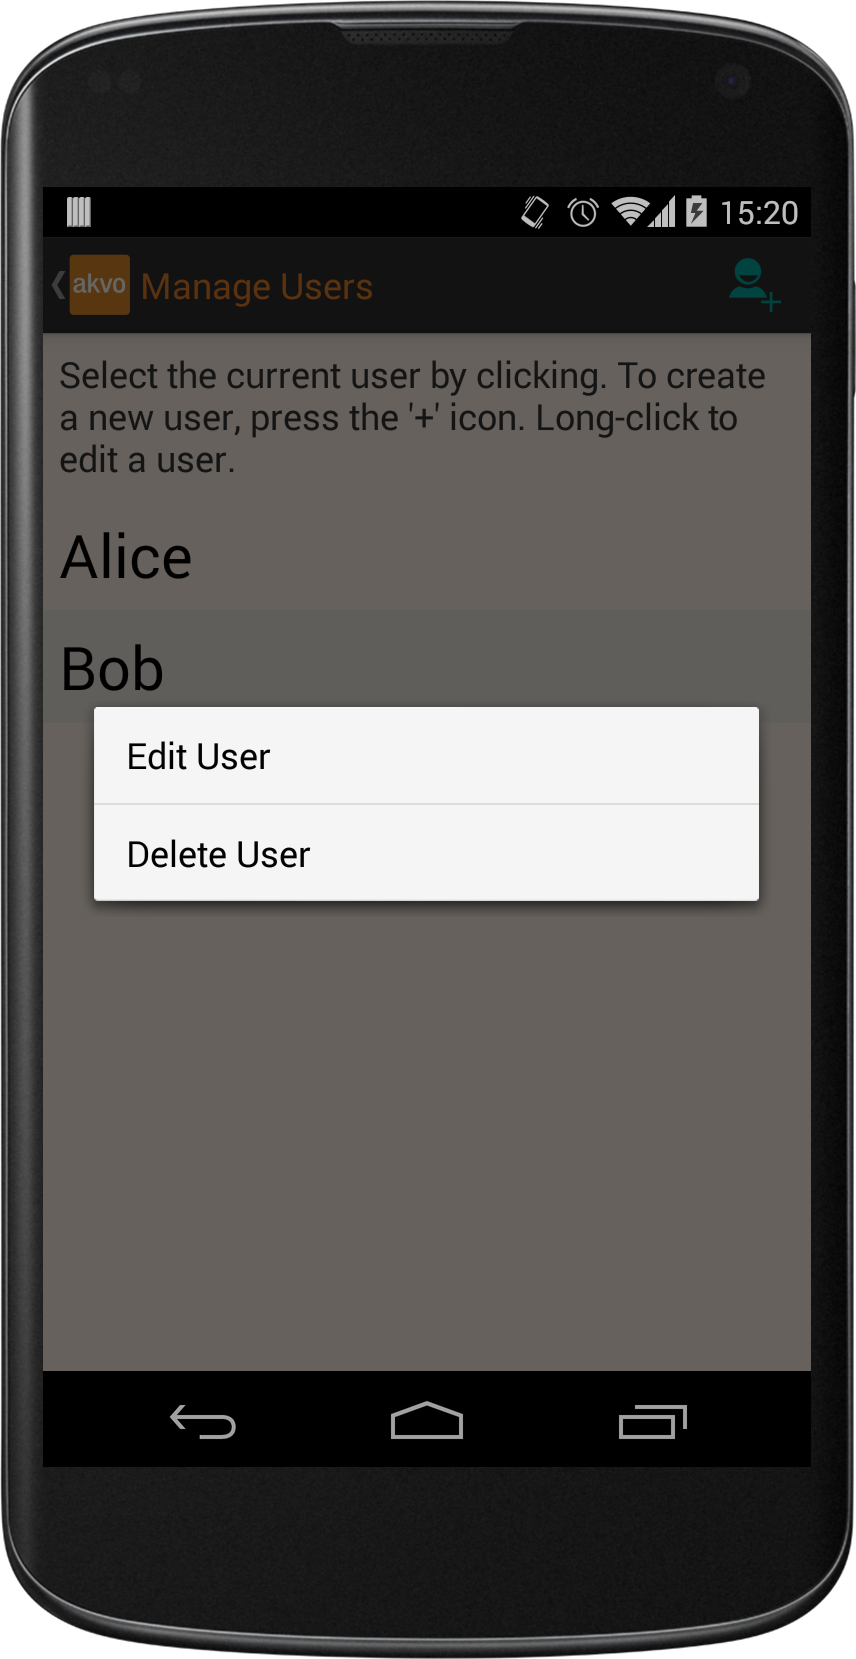 15:20
akvo Manage Users
Select the current user by clicking. To create
a new user, press the '+' icon. Long-click to
edit a user.
Alice
Bob
Edit User
Delete User